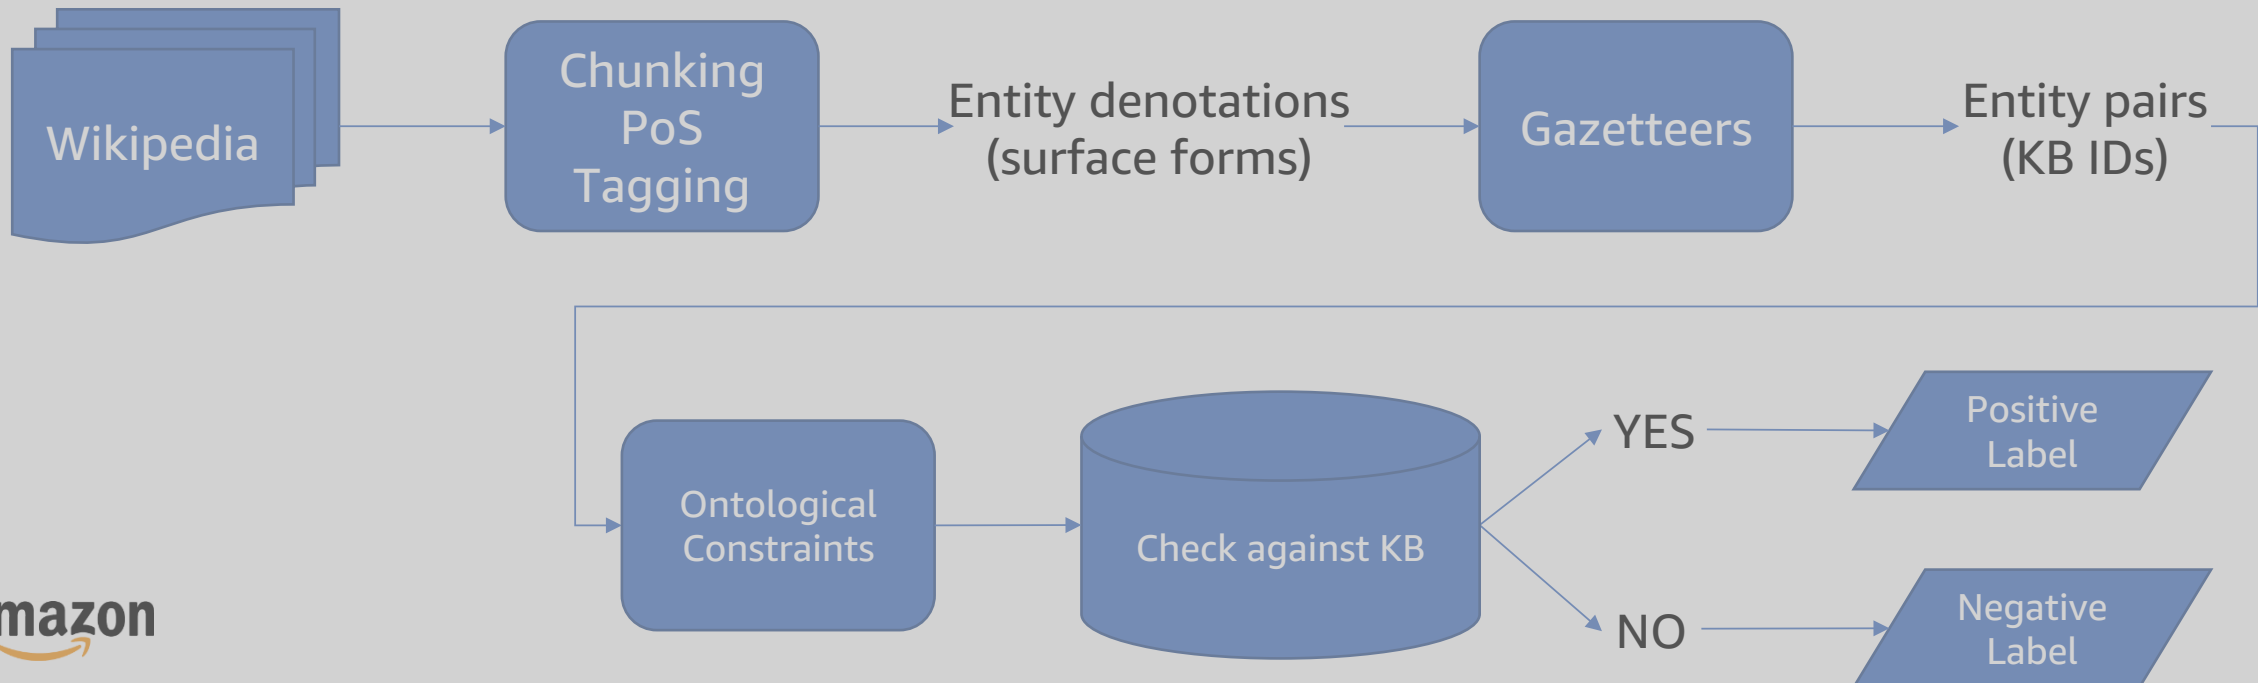 Wikipedia
Chunking
PoS
Tagging
Entity denotations
(surface forms)
Gazetteers
Entity pairs
(KB IDs)
Ontological
Constraints
Check against KB
YES
Positive
Label
NO
Negative
Label
mazon